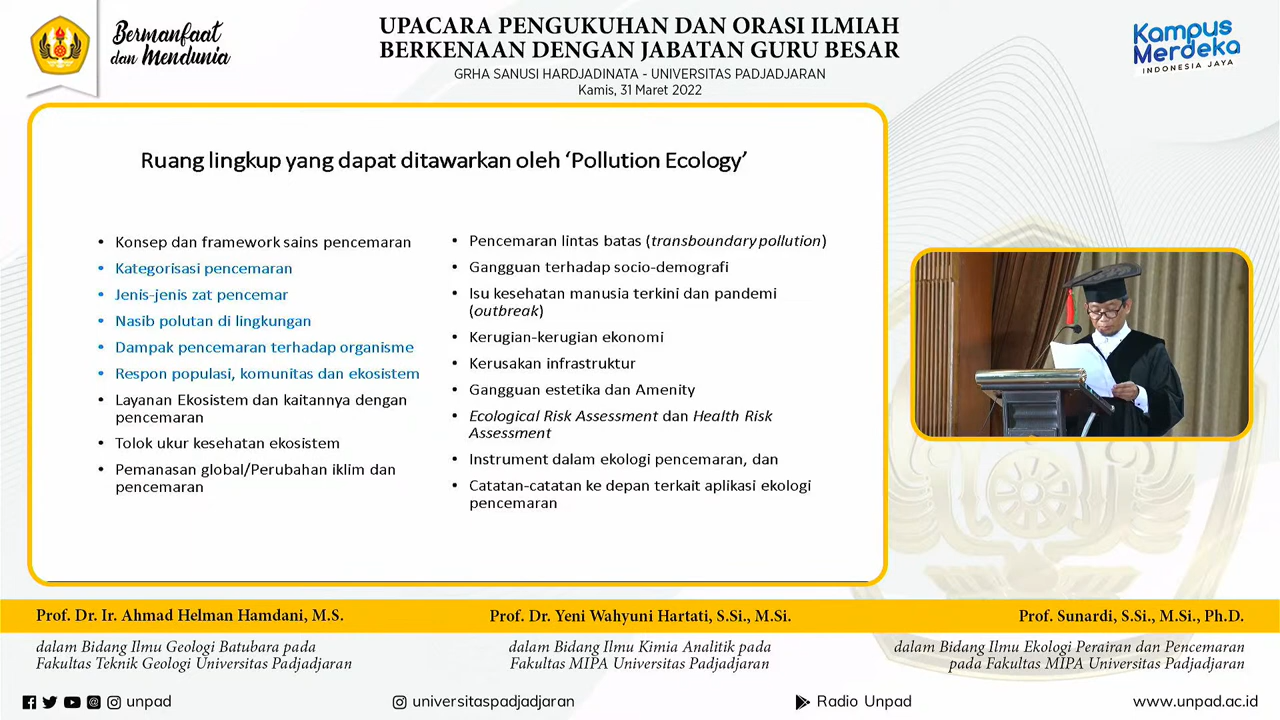 Bermanfaat
dan Mendunia
UPACARA PENGUKUHAN DAN ORASI ILMIAH
BERKENAAN DENGAN JABATAN GURU BESAR
GRHA SANUSI HARDJADINATA - UNIVERSITAS PADJADJARAN
Kamis, 31 Maret 2022
Kampus
Merdeka
INDONESIA JAYA
Ruang lingkup yang dapat ditawarkan oleh ‘Pollution Ecology’
• Konsep dan framework sains pencemaran
• Kategorisasi pencemaran
• Jenis-jenis zat pencemar
• Nasib polutan di lingkungan
• Dampak pencemaran terhadap organisme
• Respon populasi, komunitas dan ekosistem
• Layanan Ekosistem dan kaitannya dengan
pencemaran
• Tolok ukur kesehatan ekosistem
• Pemanasan global/Perubahan iklim dan
pencemaran
• Pencemaran lintas batas (transboundary pollution)
• Gangguan terhadap socio-demografi
• Isu kesehatan manusia terkini dan pandemi
(outbreak)
• Kerugian-kerugian ekonomi
• Kerusakan infrastruktur
• Gangguan estetika dan Amenity
• Ecological Risk Assessment dan Health Risk
Assessment
• Instrument dalam ekologi pencemaran, dan
• Catatan-catatan ke depan terkait aplikasi ekologi
pencemaran
Prof. Dr. Ir. Ahmad Helman Hamdani, M.S.
dalam Bidang Ilmu Geologi Batubara pada
Fakultas Teknik Geologi Universitas Padjadjaran
Prof. Dr. Yeni Wahyuni Hartati, S.Si., M.Si.
dalam Bidang Ilmu Kimia Analitik pada
Fakultas MIPA Universitas Padjadjaran
Prof. Sunardi, S.Si., M.Si., Ph.D.
dalam Bidang Ilmu Ekologi Perairan dan Pencemaran
pada Fakultas MIPA Universitas Padjadjaran
unpad
universitaspadjadjaran
Radio Unpad
www.unpad.ac.id